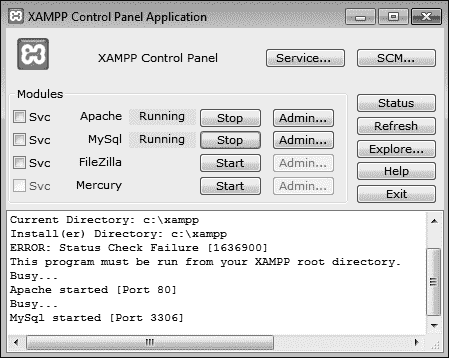 XAMPP Control Panel Application
XAMPP Control Panel
Service...
SCM...
Modules
Svc Apache Running Stop Admin...
Svc MySql Running Stop Admin...
Svc FileZilla Start Admin...
Svc Mercury Start Admin...
Status
Refresh
Explore...
Help
Exit
Current Directory: c:\xampp
Install(er) Directory: c:\xampp
ERROR: Status Check Failure [1636900]
This program must be run from your XAMPP root directory.
Busy...
Apache started [Port 80]
Busy...
MySql started [Port 3306]